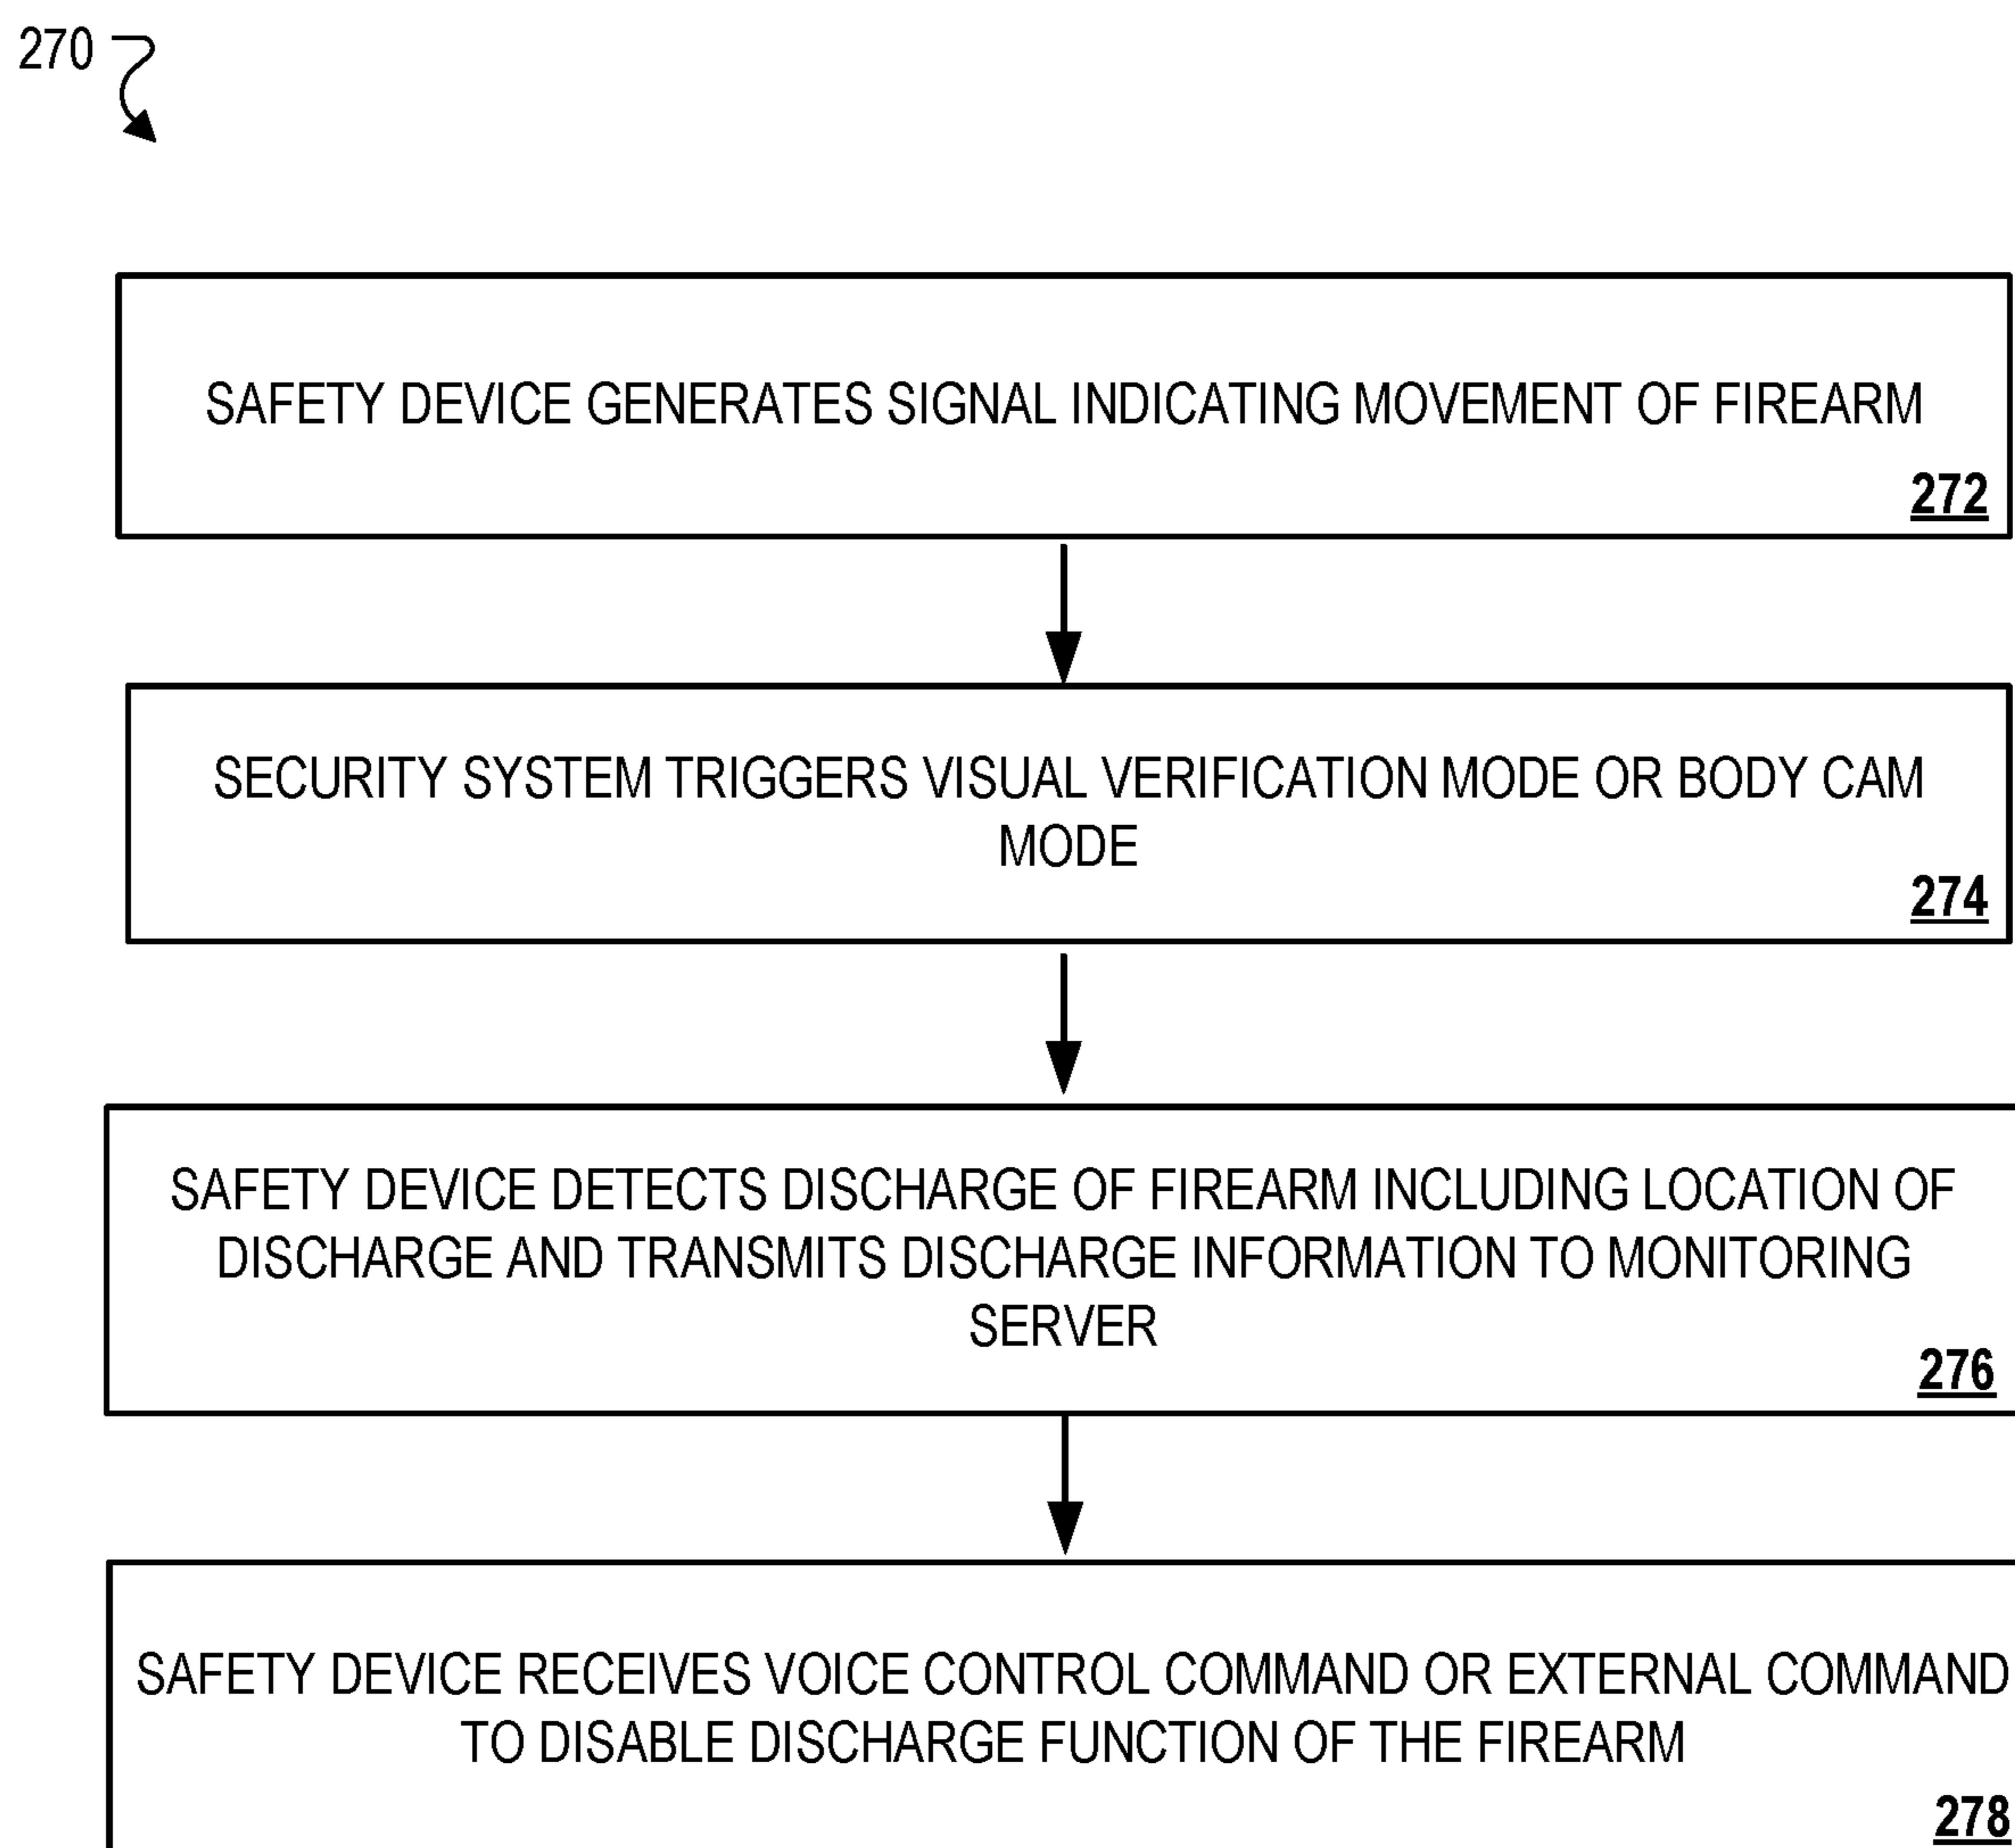 270
SAFETY DEVICE GENERATES SIGNAL INDICATING MOVEMENT OF FIREARM
272
SECURITY SYSTEM TRIGGERS VISUAL VERIFICATION MODE OR BODY CAM
MODE
274
SAFETY DEVICE DETECTS DISCHARGE OF FIREARM INCLUDING LOCATION OF
DISCHARGE AND TRANSMITS DISCHARGE INFORMATION TO MONITORING
SERVER
276
SAFETY DEVICE RECEIVES VOICE CONTROL COMMAND OR EXTERNAL COMMAND
TO DISABLE DISCHARGE FUNCTION OF THE FIREARM
278